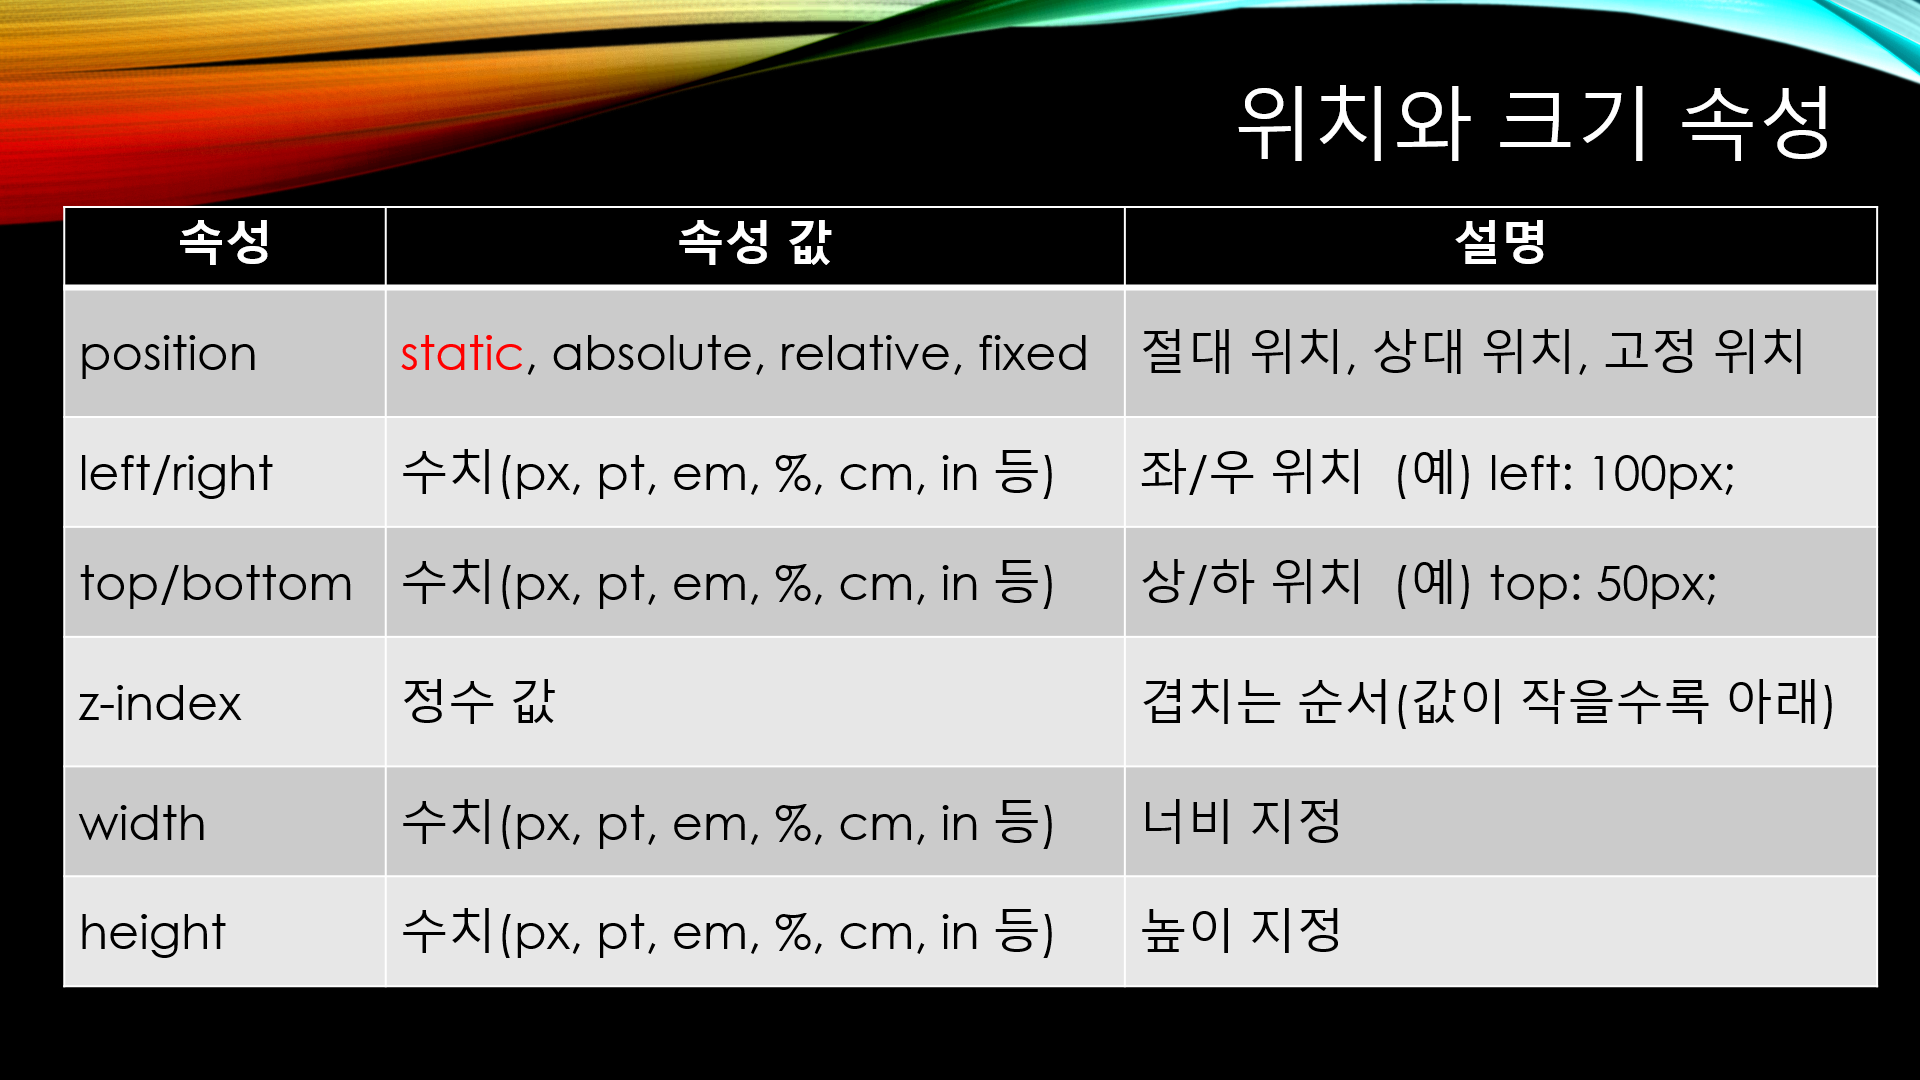 위치와 크기 속성
속성 속성 값 설명
position static, absolute, relative, fixed 절대 위치, 상대 위치, 고정 위치
left/right 수치(px, pt, em, %, cm, in 등) 좌/우 위치 (예) left: 100px;
top/bottom 수치(px, pt, em, %, cm, in 등) 상/하 위치 (예) top: 50px;
z-index 정수 값 겹치는 순서(값이 작을수록 아래)
width 수치(px, pt, em, %, cm, in 등) 너비 지정
height 수치(px, pt, em, %, cm, in 등) 높이 지정